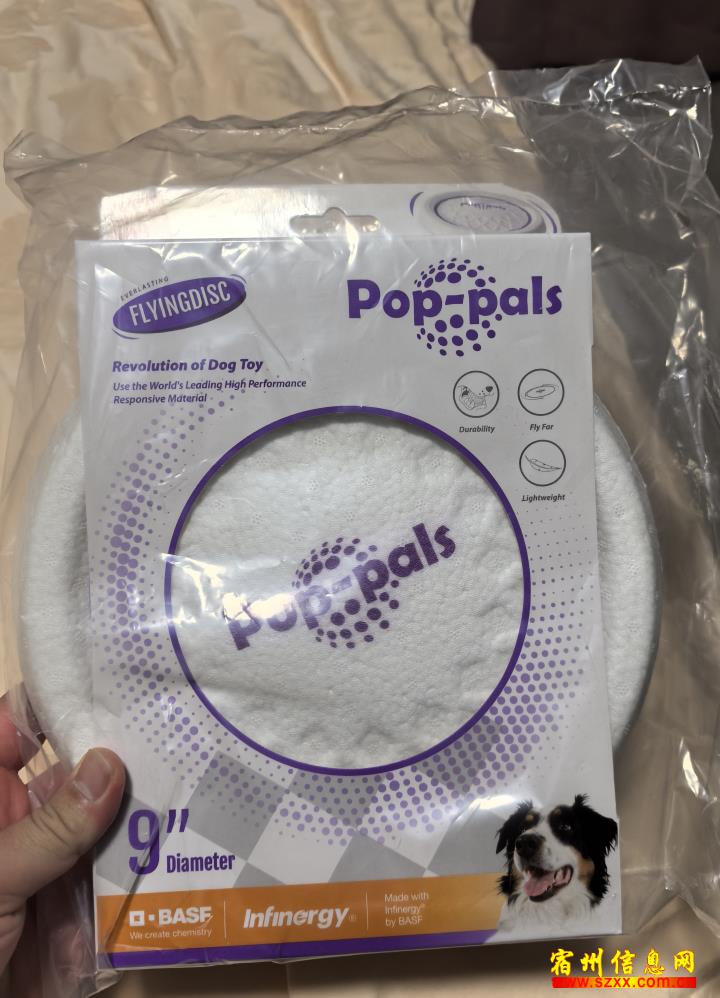 EVERLASTING
FLYINGDISC
Pop-pals
Revolution of Dog Toy
Use the World's Leading High Performance
Responsive Material
Durability
Fly Far
Lightweight
Pop-pals
9"
Diameter
BASF
We create chemistry
Infinergy®
Made with
Infinergy®
by BASF
宿州信息网
www.szxx.com.cn